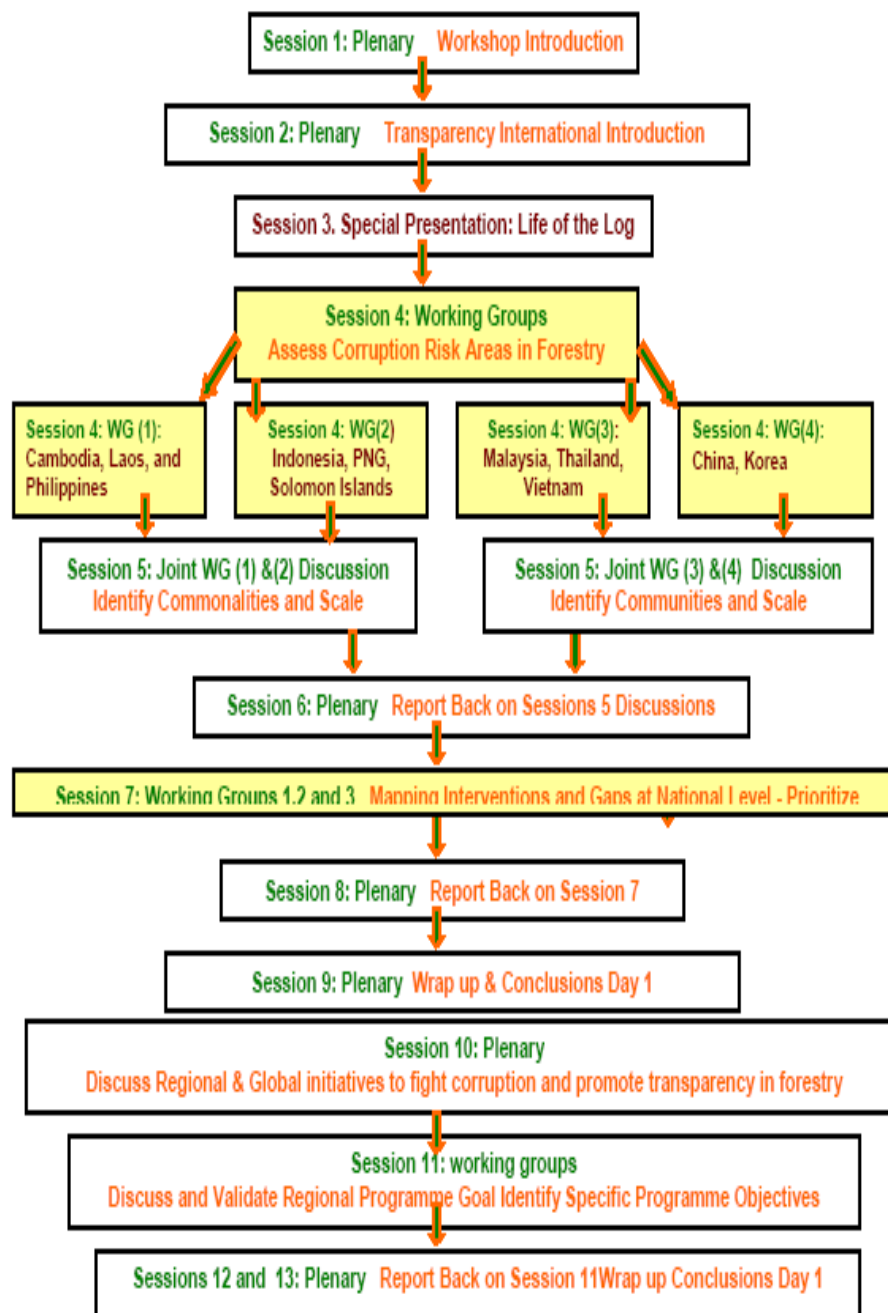 Session 1: Plenary Workshop Introduction
Session 2: Plenary Transparency International Introduction
Session 3. Special Presentation: Life of the Log
Session 4: Working Groups
Assess Corruption Risk Areas in Forestry
Session 4: WG (1):
Cambodia, Laos, and
Philippines
Session 4: WG(2)
Indonesia, PNG,
Solomon Islands
Session 4: WG(3):
Malaysia, Thailand,
Vietnam
Session 4: WG(4):
China, Korea
Session 5: Joint WG (1) &(2) Discussion
Identify Commonalities and Scale
Session 5: Joint WG (3) &(4) Discussion
Identify Communities and Scale
Session 6: Plenary Report Back on Sessions 5 Discussions
Session 7: Working Groups 1.2 and 3 Mapping Interventions and Gaps at National Level - Prioritize
Session 8: Plenary Report Back on Session 7
Session 9: Plenary Wrap up & Conclusions Day 1
Session 10: Plenary
Discuss Regional & Global initiatives to fight corruption and promote transparency in forestry
Session 11: working groups
Discuss and Validate Regional Programme Goal Identify Specific Programme Objectives
Sessions 12 and 13: Plenary Report Back on Session 11Wrap up Conclusions Day 1